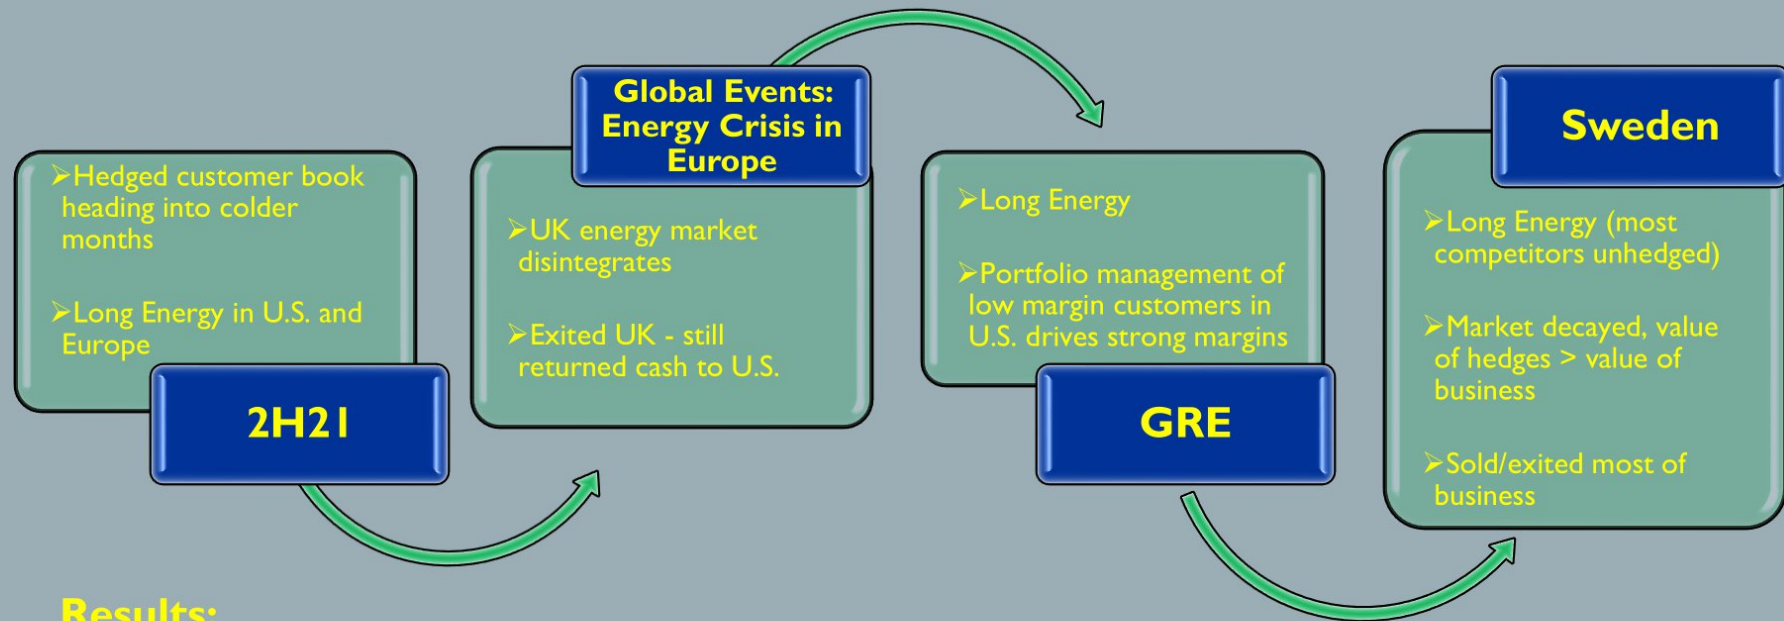 ➤Hedged customer book
heading into colder
months
➤Long Energy in U.S. and
Europe
2H21
Global Events:
Energy Crisis in
Europe
➤UK energy market
disintegrates
➤Exited UK - still
returned cash to U.S.
➤Long Energy
➤Portfolio management of
low margin customers in
U.S. drives strong margins
GRE
Sweden
➤Long Energy (most
competitors unhedged)
➤Market decayed, value
of hedges > value of
business
➤Sold/exited most of
business
Results: